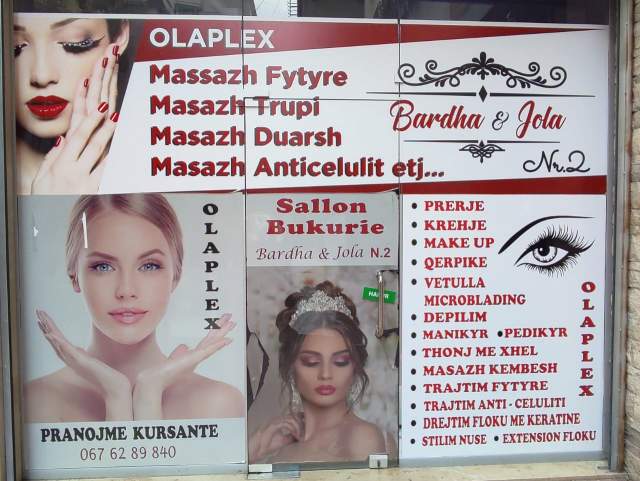 OLAPLEX
Massazh Fytyre
Masazh Trupi
Masazh Duarsh
Masazh Anticelulit etj...
Bardha & Jola
Nr.2
OLAPLEX
PRANOJME KURSANTE
067 62 89 840
Sallon
Bukurie
Bardha & Jola N.2
HAPUR
• PRERJE
• KREHJE
• MAKE UP
• QERPIKE
• VETULLA
MICROBLADING
• DEPILIM
• MANIKYR • PEDIKYR
• THONJ ME XHEL
• MASAZH KEMBESH
• TRAJTIM FYTYRE
• TRAJTIM ANTI - CELULITI
• DREJTIM FLOKU ME KERATINE
• STILIM NUSE • EXTENSION FLOKU
OLAPLEX